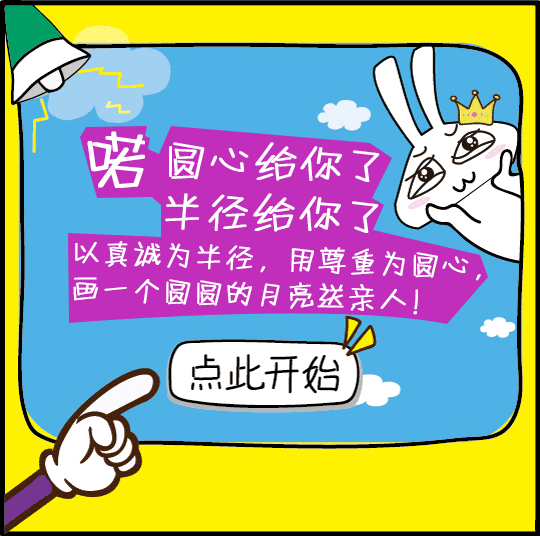 喏 圆心给你了
半径给你了
以真诚为半径，用尊重为圆心，
画一个圆圆的月亮送亲人！
点此开始